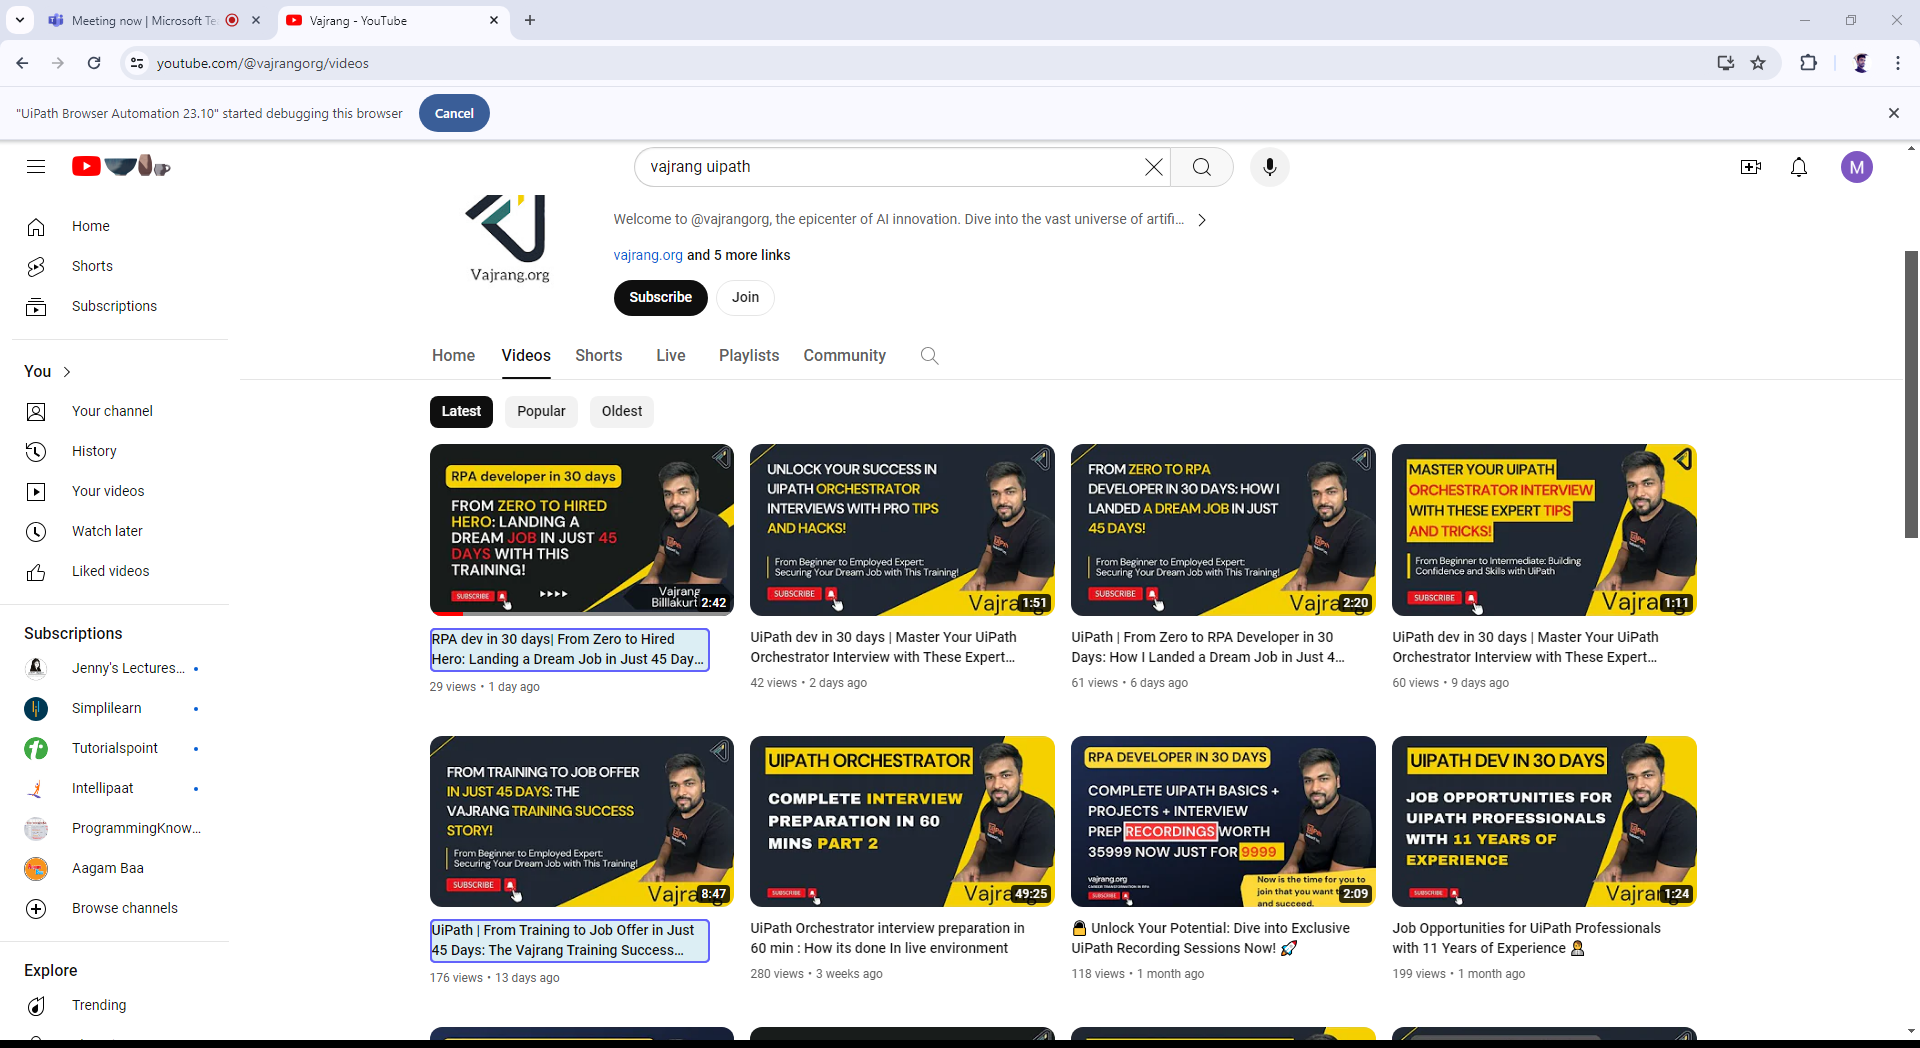 Meeting now | Microsoft Te
Vajrang - YouTube
youtube.com/@vajrangorg/videos
"UiPath Browser Automation 23.10" started debugging this browser
Cancel
vajrang uipath
M
Home
Shorts
Subscriptions
You
Your channel
History
Your videos
Watch later
Liked videos
Subscriptions
Jenny's Lectures...
Simplilearn
Tutorialspoint
Intellipaat
ProgrammingKnow...
Aagam Baa
Browse channels
Explore
Trending
Vajrang.org
Welcome to @vajrangorg, the epicenter of AI innovation. Dive into the vast universe of artifi...
vajrang.org and 5 more links
Subscribe
Join
Home
Videos
Shorts
Live
Playlists
Community
Latest
Popular
Oldest
RPA developer in 30 days
FROM ZERO TO HIRED
HERO: LANDING A
DREAM JOB IN JUST 45
DAYS WITH THIS
TRAINING!
SUBSCRIBE
Vajrang
Billlakurt
2:42
RPA dev in 30 days| From Zero to Hired
Hero: Landing a Dream Job in Just 45 Day...
29 views • 1 day ago
UNLOCK YOUR SUCCESS IN
UIPATH ORCHESTRATOR
INTERVIEWS WITH PRO TIPS
AND HACKS!
From Beginner to Employed Expert:
Securing Your Dream Job with This Training!
SUBSCRIBE
Vajra
1:51
UiPath dev in 30 days | Master Your UiPath
Orchestrator Interview with These Expert...
42 views • 2 days ago
FROM ZERO TO RPA
DEVELOPER IN 30 DAYS: HOW I
LANDED A DREAM JOB IN JUST
45 DAYS!
From Beginner to Employed Expert:
Securing Your Dream Job with This Training!
SUBSCRIBE
Vajra
2:20
UiPath | From Zero to RPA Developer in 30
Days: How I Landed a Dream Job in Just 4...
61 views • 6 days ago
MASTER YOUR UIPATH
ORCHESTRATOR INTERVIEW
WITH THESE EXPERT TIPS
AND TRICKS!
From Beginner to Intermediate: Building
Confidence and Skills with UiPath
SUBSCRIBE
Vajra
1:11
UiPath dev in 30 days | Master Your UiPath
Orchestrator Interview with These Expert...
60 views • 9 days ago
FROM TRAINING TO JOB OFFER
IN JUST 45 DAYS: THE
VAJRANG TRAINING SUCCESS
STORY!
From Beginner to Employed Expert:
Securing Your Dream Job with This Training!
SUBSCRIBE
Vajra
8:47
UiPath | From Training to Job Offer in Just
45 Days: The Vajrang Training Success...
176 views • 13 days ago
UIPATH ORCHESTRATOR
COMPLETE INTERVIEW
PREPARATION IN 60
MINS PART 2
SUBSCRIBE
Vajra
49:25
UiPath Orchestrator interview preparation in
60 min : How its done In live environment
280 views • 3 weeks ago
RPA DEVELOPER IN 30 DAYS
COMPLETE UIPATH BASICS +
PROJECTS + INTERVIEW
PREP RECORDINGS WORTH
35999 NOW JUST FOR 9999
vajrang.org
SUBSCRIBE
Now is the time for you to
join that you want t
and succeed.
2:09
Unlock Your Potential: Dive into Exclusive
UiPath Recording Sessions Now!
118 views • 1 month ago
UIPATH DEV IN 30 DAYS
JOB OPPORTUNITIES FOR
UIPATH PROFESSIONALS
WITH 11 YEARS OF
EXPERIENCE
SUBSCRIBE
Vajra
1:24
Job Opportunities for UiPath Professionals
with 11 Years of Experience
199 views • 1 month ago